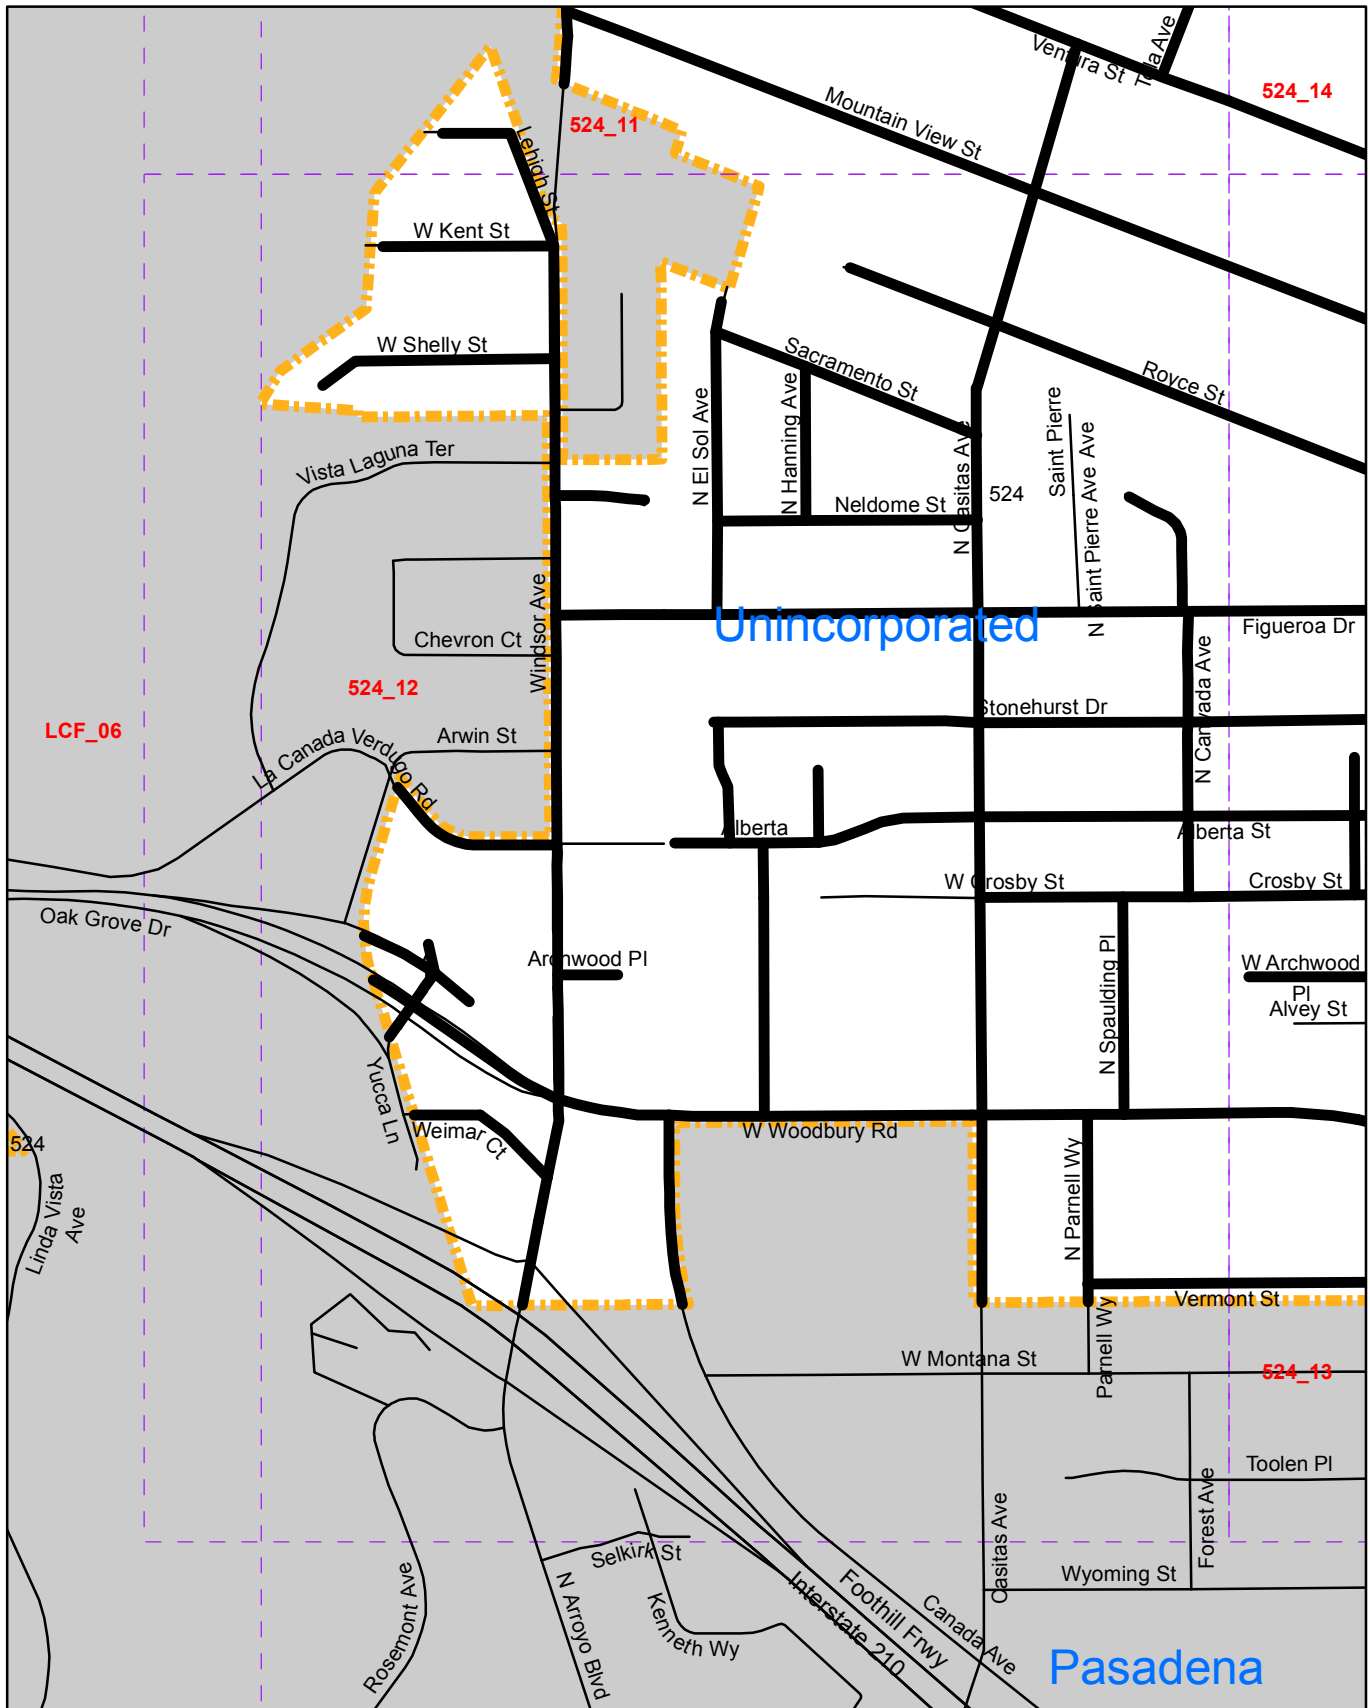 Ventura St
Tola Ave
524_14
Mountain View St
524_11
Lehigh St
W Kent St
W Shelly St
Sacramento St
Royce St
N El Sol Ave
N Hanning Ave
N Casitas Ave
Saint Pierre
N Saint Pierre Ave Ave
Vista Laguna Ter
524
Neldome St
Windsor Ave
Unincorporated
Figueroa Dr
Chevron Ct
524_12
N Canyada Ave
Stonehurst Dr
LCF_06
Arwin St
La Canada Verdugo Rd
Alberta
Alberta St
W Crosby St
Crosby St
Oak Grove Dr
Archwood Pl
N Spaulding Pl
W Archwood
Pl
Alvey St
Yucca Ln
Weimar Ct
W Woodbury Rd
524
Linda Vista
Ave
N Parnell Wy
Vermont St
W Montana St
Parnell Wy
524_13
Toolen Pl
Forest Ave
Casitas Ave
Selkirk St
Wyoming St
Rosemont Ave
N Arroyo Blvd
Kenneth Wy
Interstate 210
Foothill Frwy
Canada Ave
Pasadena